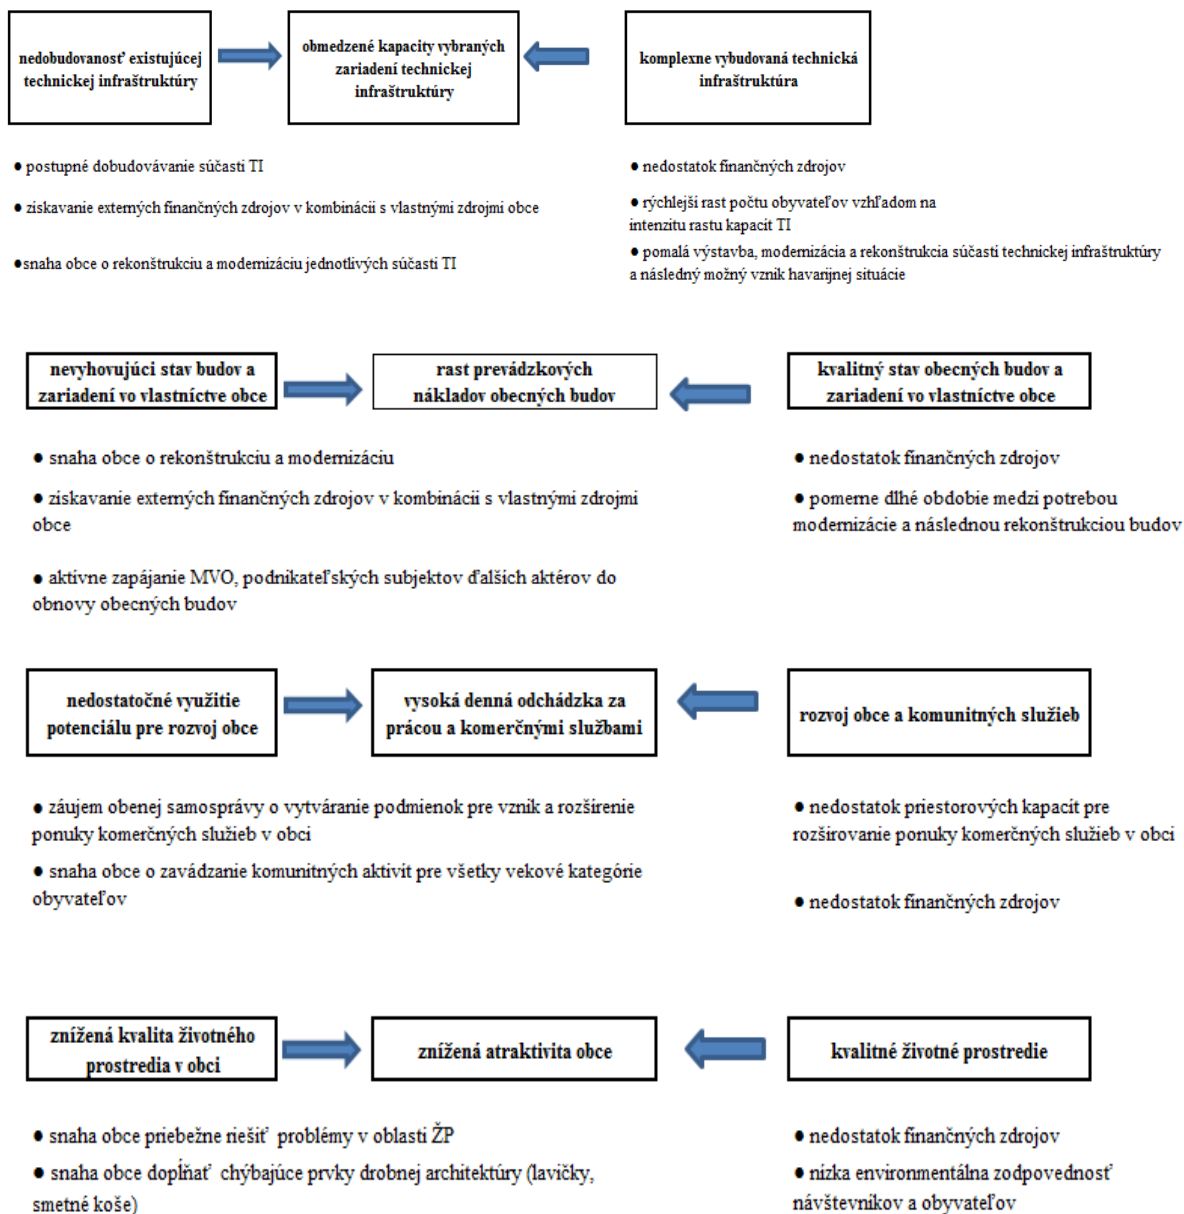 nedobudovanosť existujúcej
technickej infraštruktúry
obmedzené kapacity vybraných
zariadení technickej
infraštruktúry
komplexne vybudovaná technická
infraštruktúra
● postupné dobudovávanie súčasti TI
● získavanie externých finančných zdrojov v kombinácii s vlastnými zdrojmi obce
●snaha obce o rekonštrukciu a modernizáciu jednotlivých súčasti TI
● nedostatok finančných zdrojov
● rýchlejší rast počtu obyvateľov vzhľadom na
intenzitu rastu kapacit TI
● pomalá výstavba, modernizácia a rekonštrukcia súčasti technickej infraštruktúry
a následný možný vznik havarijnej situácie
nevyhovujúci stav budov a
zariadení vo vlastníctve obce
rast prevádzkových
nákladov obecných budov
kvalitný stav obecných budov a
zariadení vo vlastníctve obce
● snaha obce o rekonštrukciu a modernizáciu
● získavanie externých finančných zdrojov v kombinácii s vlastnými zdrojmi
obce
● aktívne zapájanie MVO, podnikateľských subjektov ďalších aktérov do
obnovy obecných budov
● nedostatok finančných zdrojov
● pomerne dlhé obdobie medzi potrebou
modernizácie a následnou rekonštrukciou budov
nedostatočné využitie
potenciálu pre rozvoj obce
vysoká denná odchádzka za
prácou a komerčnými službami
rozvoj obce a komunitných služieb
● záujem obenej samosprávy o vytváranie podmienok pre vznik a rozšírenie
ponuky komerčných služieb v obci
● snaha obce o zavádzanie komunitných aktivít pre všetky vekové kategórie
obyvateľov
● nedostatok priestorových kapacít pre
rozširovanie ponuky komerčných služieb v obci
● nedostatok finančných zdrojov
znížená kvalita životného
prostredia v obci
znížená atraktivita obce
kvalitné životné prostredie
● snaha obce priebežne riešiť problémy v oblasti ŽP
● snaha obce dopĺňať chýbajúce prvky drobnej architektúry (lavičky,
smetné koše)
● nedostatok finančných zdrojov
● nízka environmentálna zodpovednosť
návštevníkov a obyvateľov